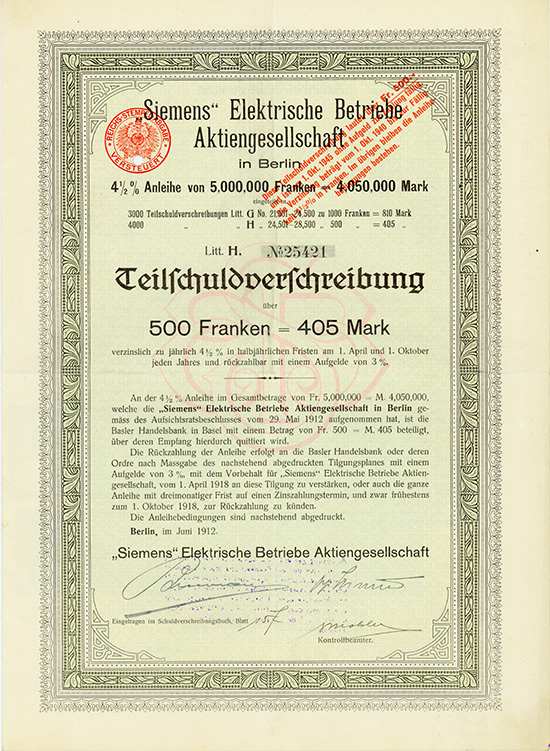 „Siemens“ Elektrische Betriebe
Aktiengesellschaft
in Berlin
REICHS-STEMPELABGABE
VERSTEUERT
4½% Anleihe von 5,000,000 Franken = 4,050,000 Mark
3000 Teilschuldverschreibungen Litt. G No. 21,501—24,500 zu 1000 Franken = 810 Mark
4000 „ „ H „ 24,501—28,500 „ 500 „ = 405 „
Litt. H. No 25421
Teilschuldverschreibung
über
500 Franken = 405 Mark
verzinslich zu jährlich 4½% in halbjährlichen Fristen am 1. April und 1. Oktober
jeden Jahres und rückzahlbar mit einem Aufgelde von 3%.
An der 4½% Anleihe im Gesamtbetrage von Fr. 5,000,000 = M. 4,050,000,
welche die „Siemens“ Elektrische Betriebe Aktiengesellschaft in Berlin ge-
mäss des Aufsichtsratsbeschlusses vom 29. Mai 1912 aufgenommen hat, ist die
Basler Handelsbank in Basel mit einem Betrag von Fr. 500 = M. 405 beteiligt,
über deren Empfang hierdurch quittiert wird.
Die Rückzahlung der Anleihe erfolgt an die Basler Handelsbank oder deren
Ordre nach Massgabe des nachstehend abgedruckten Tilgungsplanes mit einem
Aufgelde von 3%, mit dem Vorbehalt für „Siemens“ Elektrische Betriebe Aktien-
gesellschaft, vom 1. April 1918 an diese Tilgung zu verstärken, oder auch die ganze
Anleihe mit dreimonatiger Frist auf einen Zinszahlungstermin, und zwar frühestens
zum 1. Oktober 1918, zur Rückzahlung zu künden.
Die Anleihebedingungen sind nachstehend abgedruckt.
Berlin, im Juni 1912.
„Siemens“ Elektrische Betriebe Aktiengesellschaft
Eingetragen im Schuldverschreibungsbuch, Blatt 157
Kontrollbeamter.